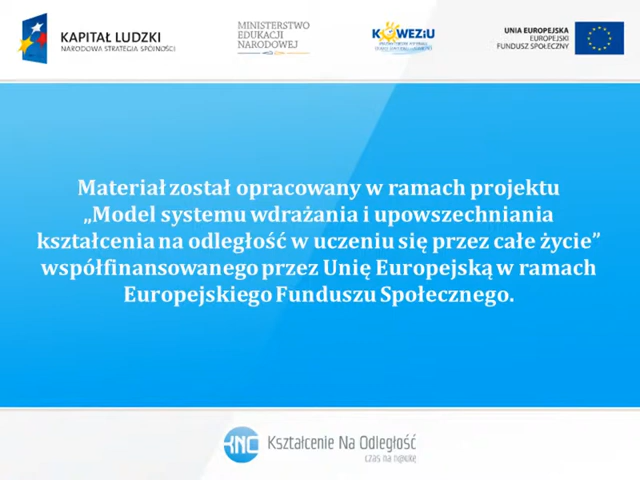 KAPITAŁ LUDZKI
NARODOWA STRATEGIA SPÓJNOŚCI
MINISTERSTWO
EDUKACJI
NARODOWEJ
KOWEZiU
UNIA EUROPEJSKA
EUROPEJSKI
FUNDUSZ SPOŁECZNY
Materiał został opracowany w ramach projektu
„Model systemu wdrażania i upowszechniania
kształcenia na odległość w uczeniu się przez całe życie”
współfinansowanego przez Unię Europejską w ramach
Europejskiego Funduszu Społecznego.
KNO Kształcenie Na Odległość
czas na naukę